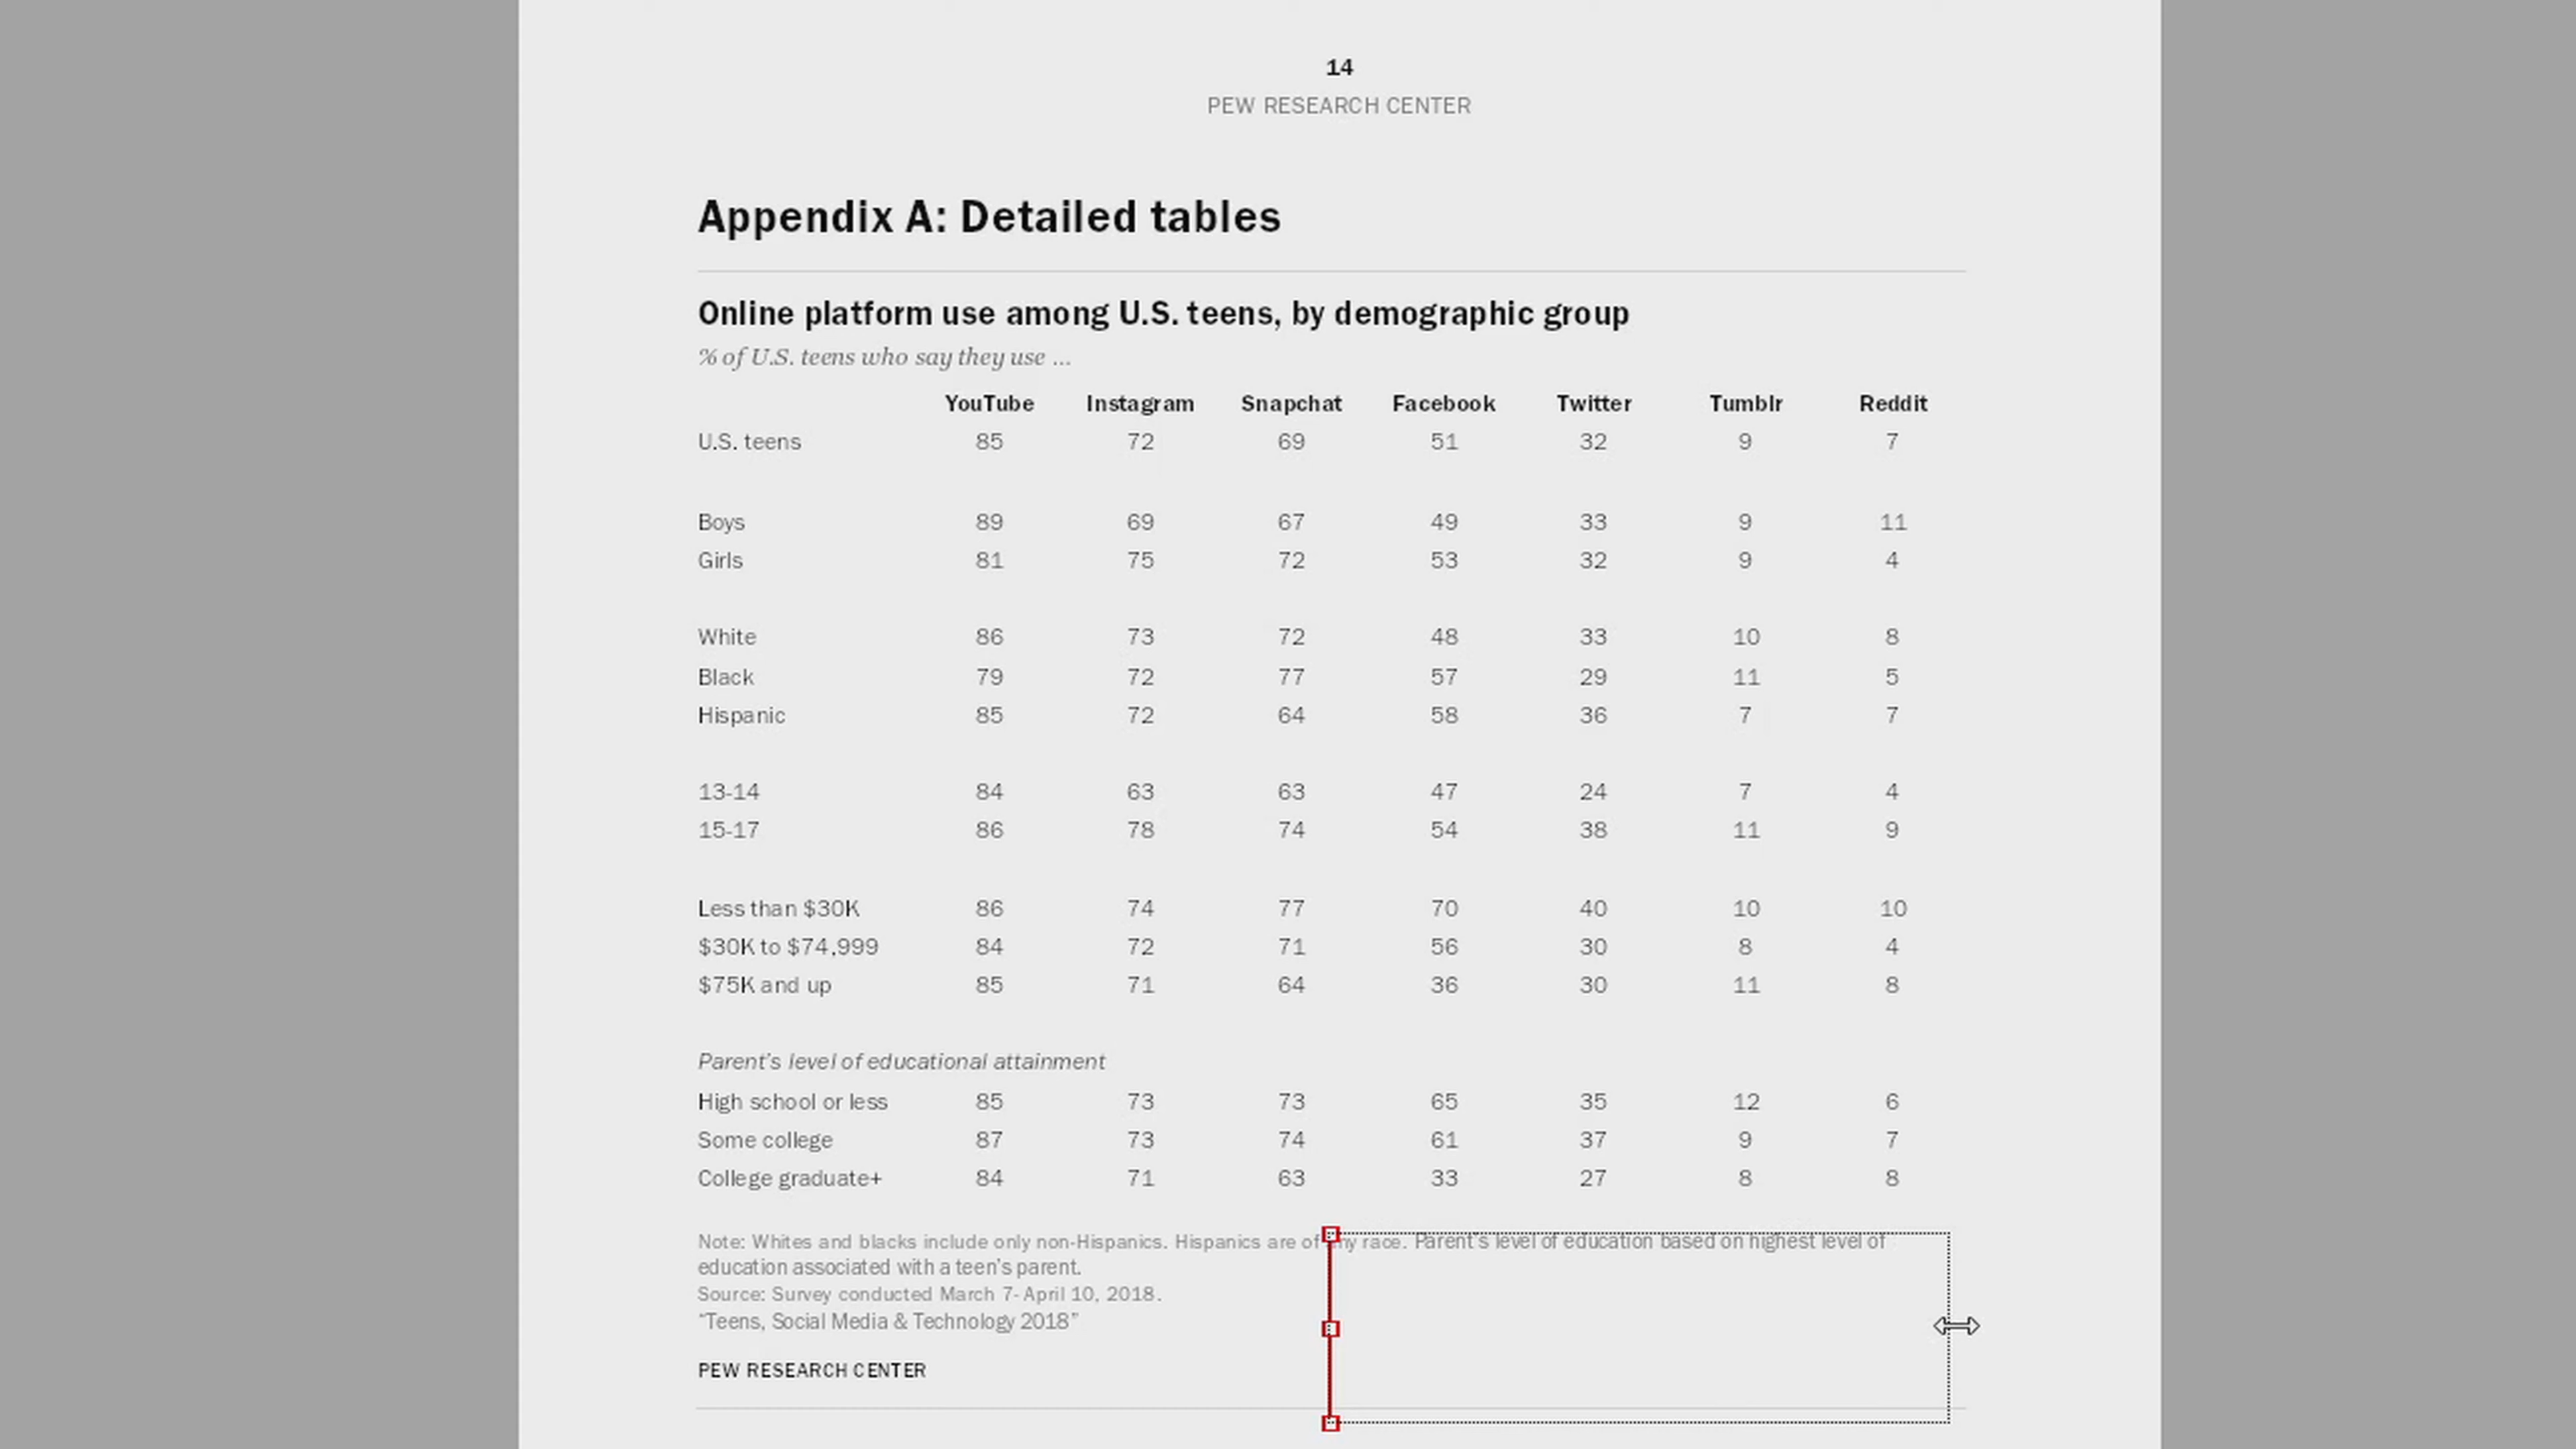 14
PEW RESEARCH CENTER
Appendix A: Detailed tables
Online platform use among U.S. teens, by demographic group
% of U.S. teens who say they use ...
YouTube Instagram Snapchat Facebook Twitter Tumblr Reddit
U.S. teens 85 72 69 51 32 9 7
Boys 89 69 67 49 33 9 11
Girls 81 75 72 53 32 9 4
White 86 73 72 48 33 10 8
Black 79 72 77 57 29 11 5
Hispanic 85 72 64 58 36 7 7
13-14 84 63 63 47 24 7 4
15-17 86 78 74 54 38 11 9
Less than $30K 86 74 77 70 40 10 10
$30K to $74,999 84 72 71 56 30 8 4
$75K and up 85 71 64 36 30 11 8
Parent’s level of educational attainment
High school or less 85 73 73 65 35 12 6
Some college 87 73 74 61 37 9 7
College graduate+ 84 71 63 33 27 8 8
Note: Whites and blacks include only non-Hispanics. Hispanics are of any race. Parent’s level of education based on highest level of
education associated with a teen’s parent.
Source: Survey conducted March 7-April 10, 2018.
“Teens, Social Media & Technology 2018”
PEW RESEARCH CENTER